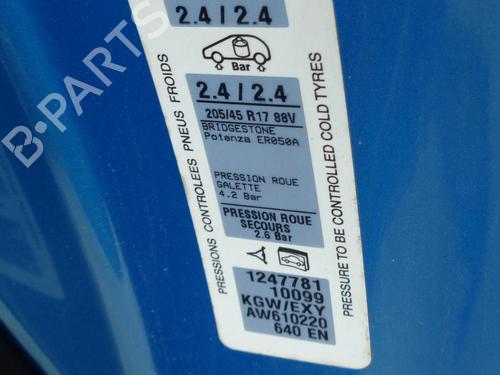 2.4 / 2.4
Bar
2.4 / 2.4
205/45 R17 88V
BRIDGESTONE
Potenza ER050A
PRESSION ROUE
GALETTE
4.2 Bar
PRESSION ROUE
SECOURS
2.6 Bar
1247781
10099
KGW/EXY
AW610220
640 EN
PRESSIONS CONTROLEES PNEUS FROIDS
PRESSURE TO BE CONTROLLED COLD TYRES